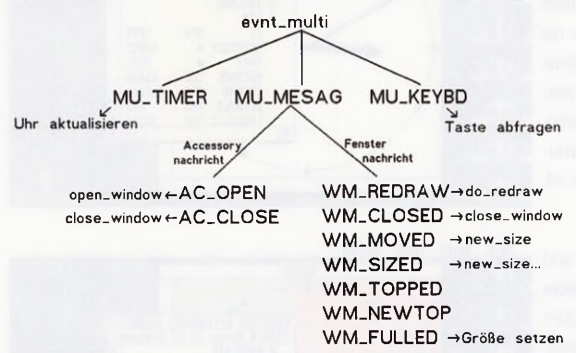 evnt_multi
MU_TIMER MU_MESAG MU_KEYBD
Uhr aktualisieren
Taste abfragen
Accessory
nachricht
Fenster
nachricht
open_window←AC_OPEN
close_window←AC_CLOSE
WM_REDRAW→do_redraw
WM_CLOSED→close_window
WM_MOVED→new_size
WM_SIZED→new_size...
WM_TOPPED
WM_NEWTOP
WM_FULLED→Größe setzen